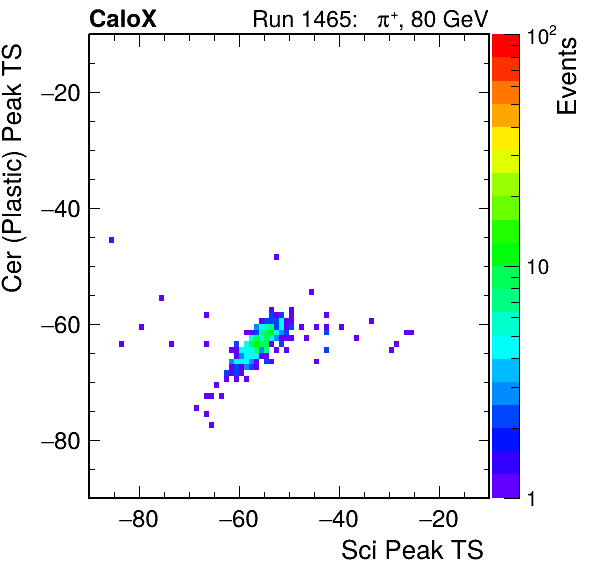 CaloX Run 1465: π⁺, 80 GeV
Cer (Plastic) Peak TS
−20
−40
−60
−80
−80 −60 −40 −20
Sci Peak TS
10²
10
1
Events